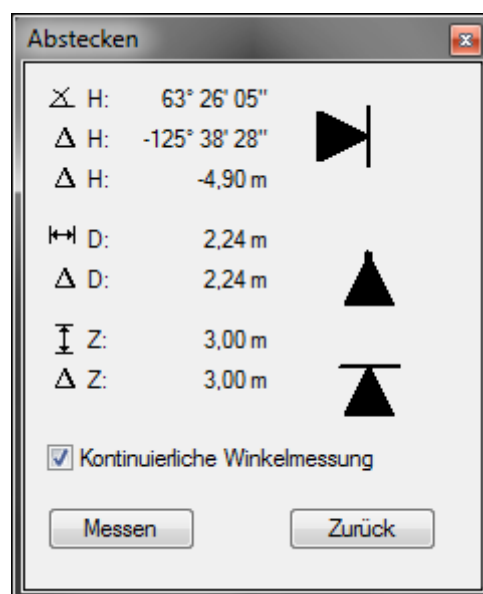 Abstecken
H: 63° 26' 05"
Δ H: -125° 38' 28"
Δ H: -4,90 m
D: 2,24 m
Δ D: 2,24 m
Z: 3,00 m
Δ Z: 3,00 m
Kontinuierliche Winkelmessung
Messen Zurück